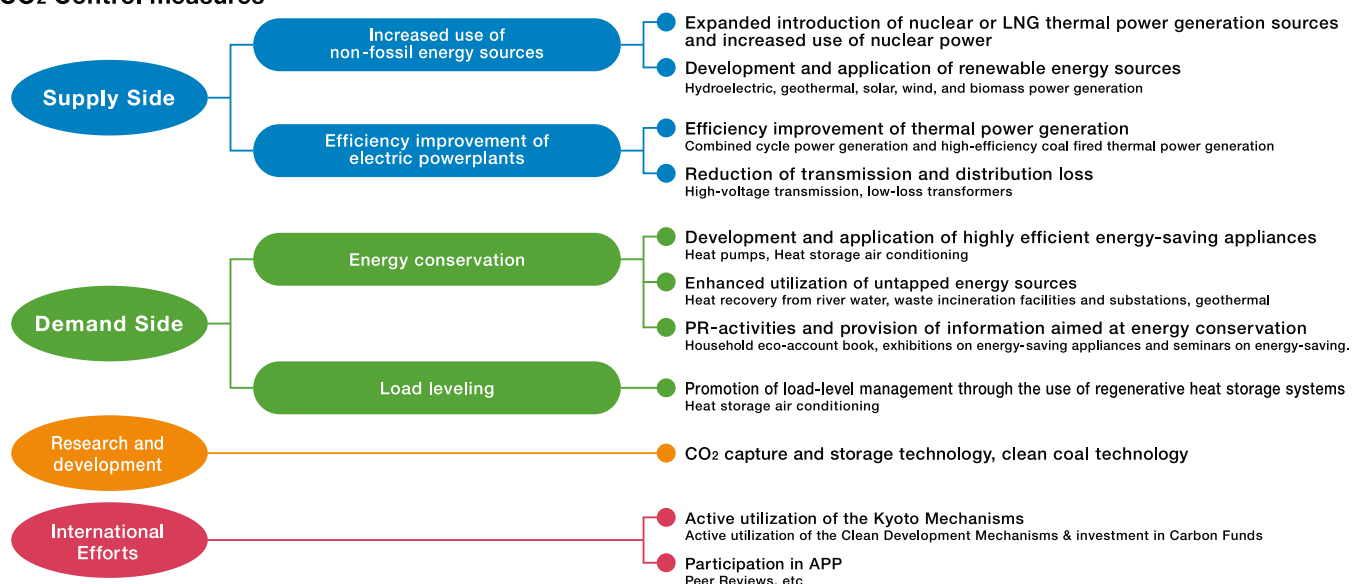 CO2 Control measures
Supply Side
Increased use of
non-fossil energy sources
Expanded introduction of nuclear or LNG thermal power generation sources
and increased use of nuclear power
Development and application of renewable energy sources
Hydroelectric, geothermal, solar, wind, and biomass power generation
Efficiency improvement of
electric powerplants
Efficiency improvement of thermal power generation
Combined cycle power generation and high-efficiency coal fired thermal power generation
Reduction of transmission and distribution loss
High-voltage transmission, low-loss transformers
Demand Side
Energy conservation
Development and application of highly efficient energy-saving appliances
Heat pumps, Heat storage air conditioning
Enhanced utilization of untapped energy sources
Heat recovery from river water, waste incineration facilities and substations, geothermal
PR-activities and provision of information aimed at energy conservation
Household eco-account book, exhibitions on energy-saving appliances and seminars on energy-saving.
Load leveling
Promotion of load-level management through the use of regenerative heat storage systems
Heat storage air conditioning
Research and
development
CO2 capture and storage technology, clean coal technology
International
Efforts
Active utilization of the Kyoto Mechanisms
Active utilization of the Clean Development Mechanisms & investment in Carbon Funds
Participation in APP
Peer Reviews, etc